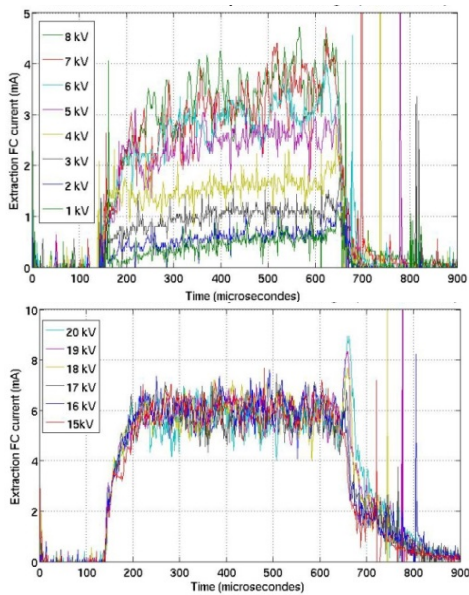 5
8 kV
7 kV
4
6 kV
5 kV
4 kV
3
3 kV
2 kV
2
1 kV
1
0
0 100 200 300 400 500 600 700 800 900
Extraction FC current (mA)
Time (microsecondes)
10
20 kV
19 kV
8
18 kV
17 kV
16 kV
6
15kV
4
2
0
0 100 200 300 400 500 600 700 800 900
Extraction FC current (mA)
Time (microsecondes)